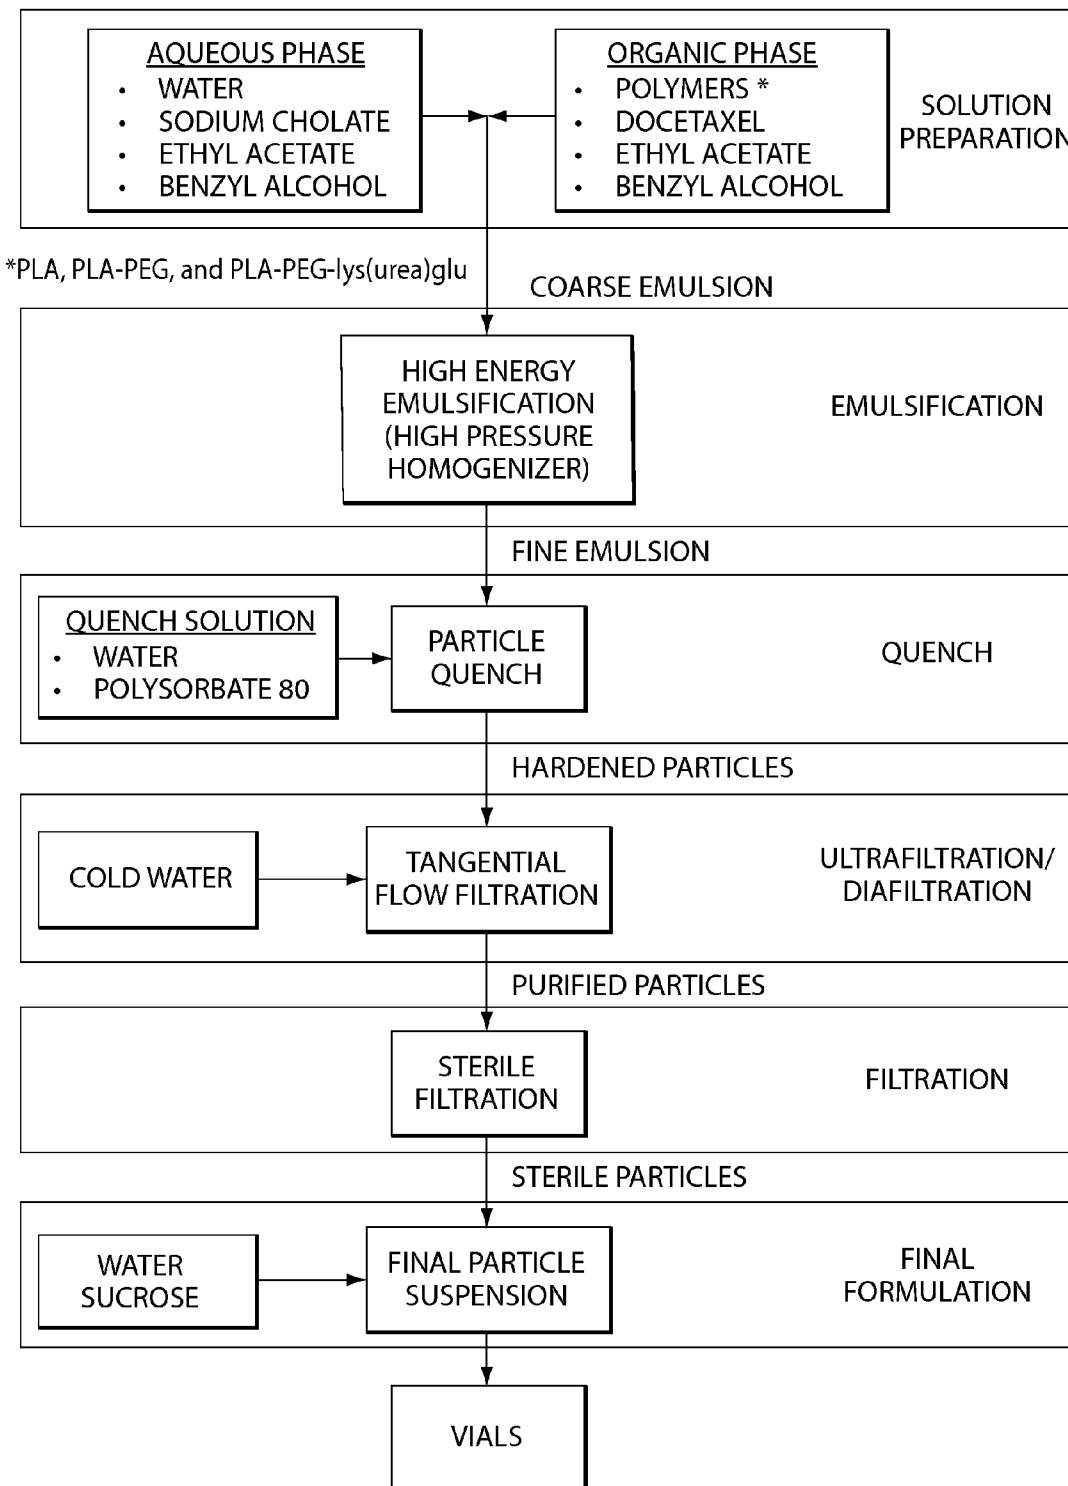 AQUEOUS PHASE
• WATER
• SODIUM CHOLATE
• ETHYL ACETATE
• BENZYL ALCOHOL
ORGANIC PHASE
• POLYMERS *
• DOCETAXEL
• ETHYL ACETATE
• BENZYL ALCOHOL
SOLUTION
PREPARATION
*PLA, PLA-PEG, and PLA-PEG-lys(urea)glu
COARSE EMULSION
HIGH ENERGY
EMULSIFICATION
(HIGH PRESSURE
HOMOGENIZER)
EMULSIFICATION
FINE EMULSION
QUENCH SOLUTION
• WATER
• POLYSORBATE 80
PARTICLE
QUENCH
QUENCH
HARDENED PARTICLES
COLD WATER
TANGENTIAL
FLOW FILTRATION
ULTRAFILTRATION/
DIAFILTRATION
PURIFIED PARTICLES
STERILE
FILTRATION
FILTRATION
STERILE PARTICLES
WATER
SUCROSE
FINAL PARTICLE
SUSPENSION
FINAL
FORMULATION
VIALS